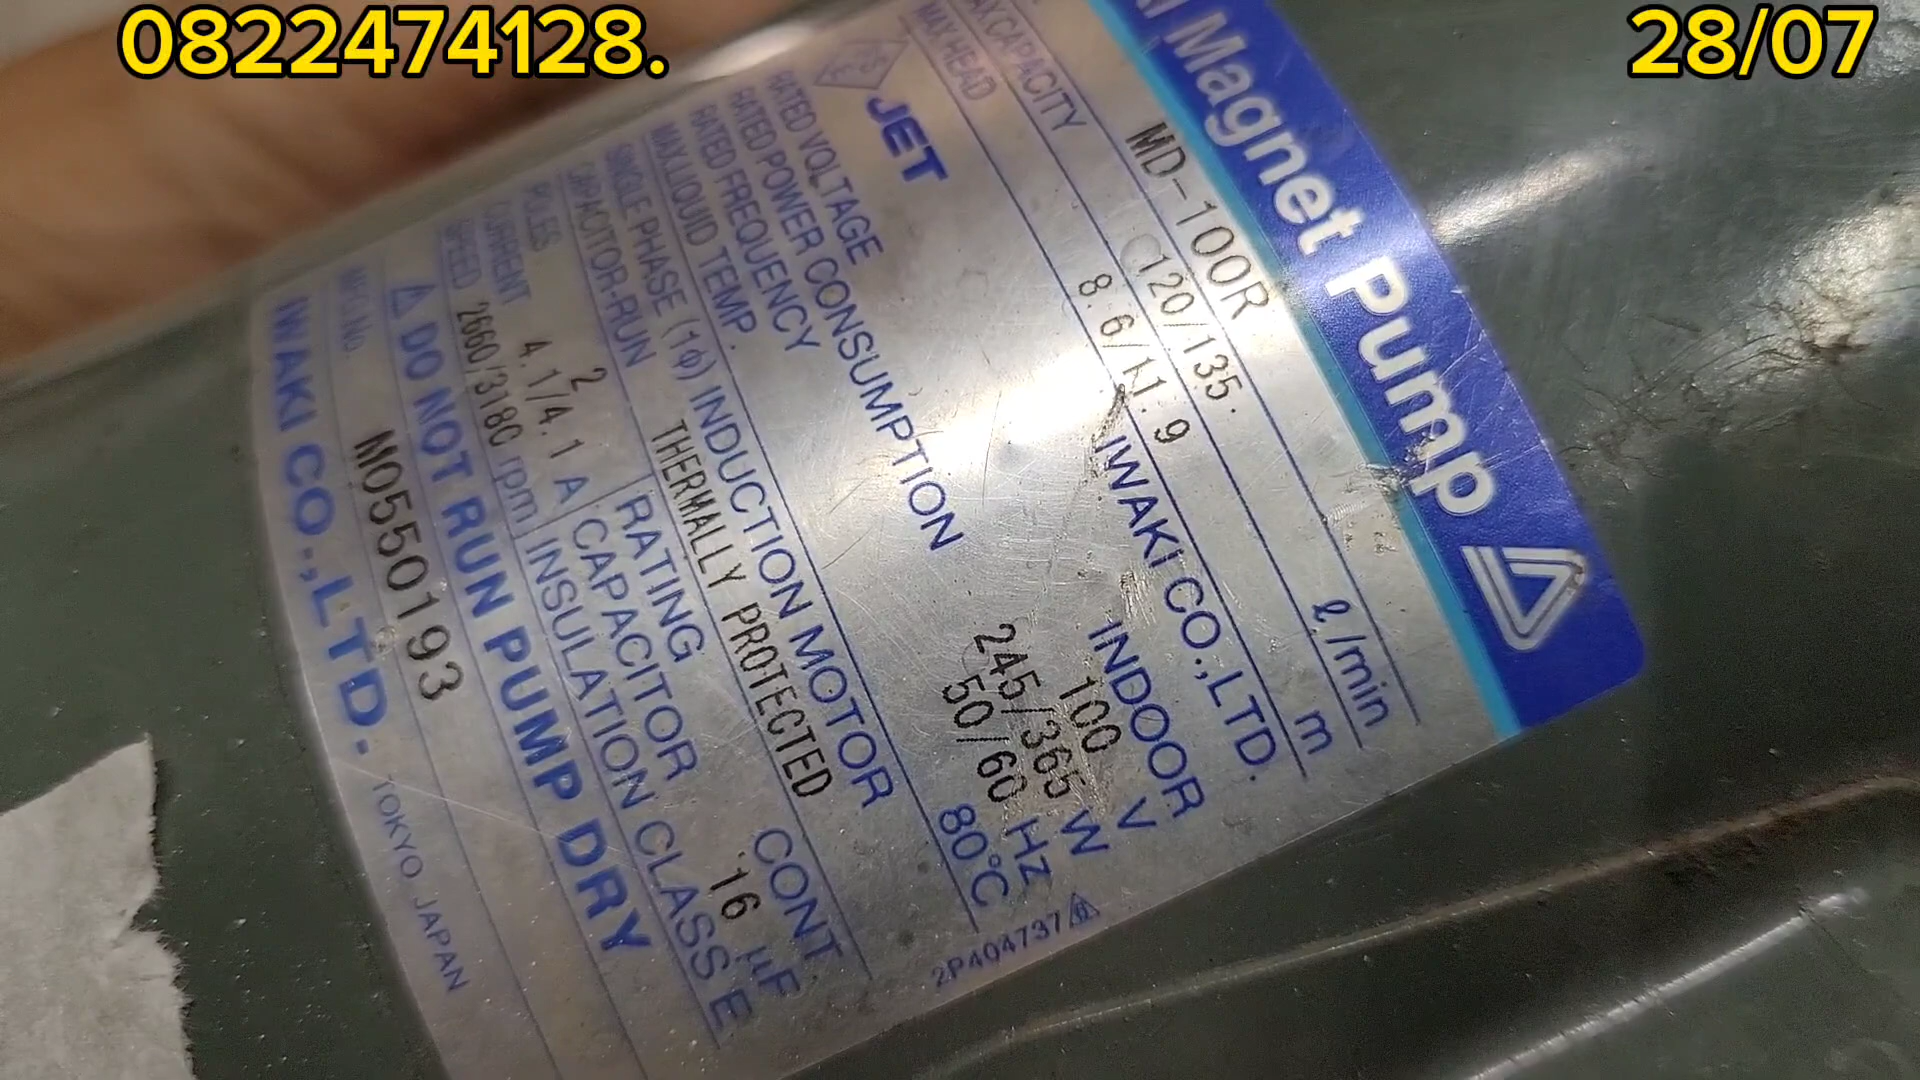 0822474128.
28/07
Magnet Pump
MD-100R
MAX.CAPACITY 120/135 ℓ/min
MAX.HEAD 8.6/11.9 m
IWAKI CO.,LTD.
JET INDOOR
RATED VOLTAGE 100 V
RATED POWER CONSUMPTION 245/365 W
RATED FREQUENCY 50/60 Hz
MAX.LIQUID TEMP. 80°C
SINGLE-PHASE (1Φ) INDUCTION MOTOR
CAPACITOR-RUN THERMALLY PROTECTED
POLES 2 RATING CONT.
CURRENT 4.1/4.1 A CAPACITOR 16 μF
SPEED 2660/3180 rpm INSULATION CLASS E
⚠ DO NOT RUN PUMP DRY
MFG.No. M0550193
IWAKI CO.,LTD. TOKYO JAPAN
2P404737